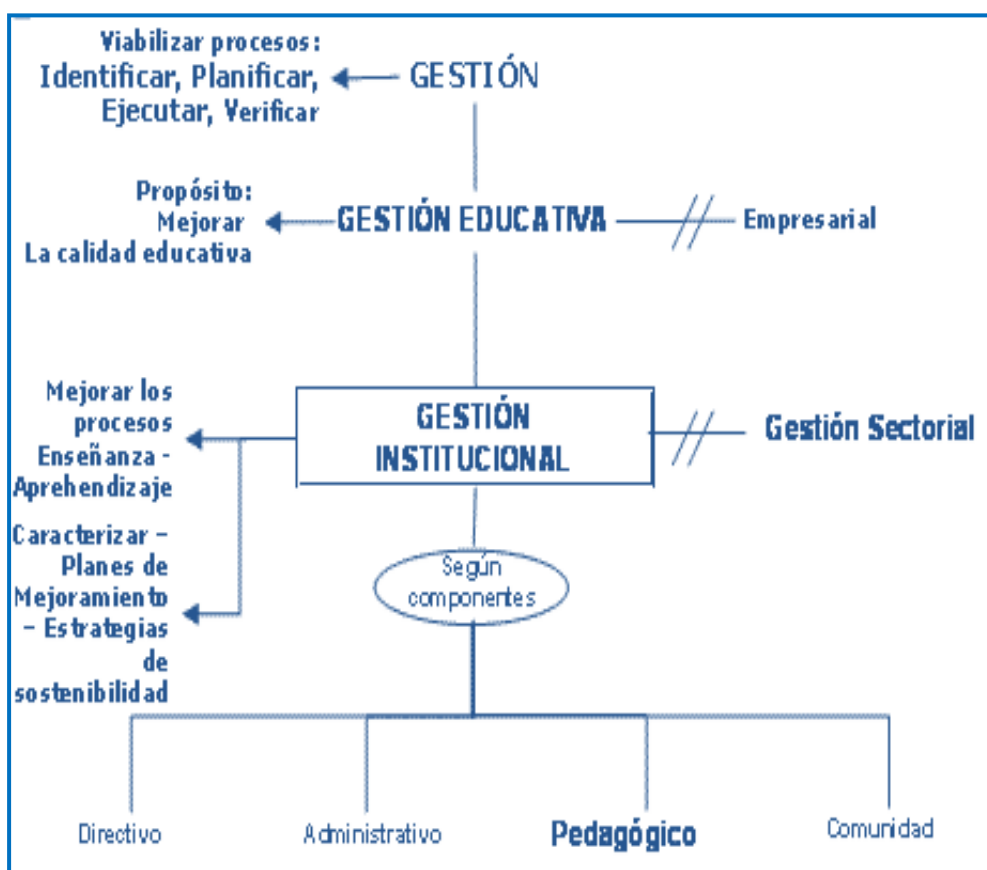 Viabilizar procesos:
Identificar, Planificar,
Ejecutar, Verificar
GESTIÓN
Propósito:
Mejorar
La calidad educativa
GESTIÓN EDUCATIVA
Empresarial
Mejorar los
procesos
Enseñanza -
Aprehendizaje
GESTIÓN
INSTITUCIONAL
Gestión Sectorial
Caracterizar –
Planes de
Mejoramiento
– Estrategias
de
sostenibilidad
Según
componentes
Directivo
Administrativo
Pedagógico
Comunidad